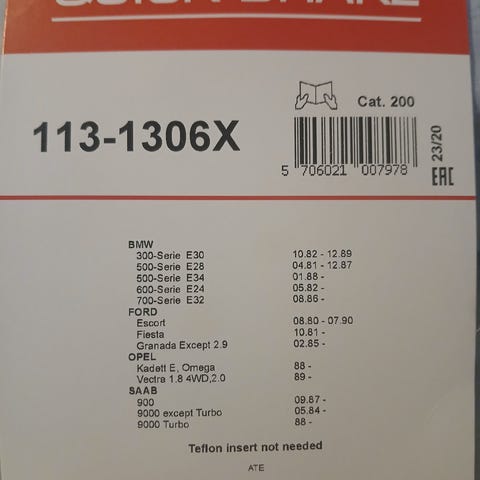 QUICK BRAKE
Cat. 200
113-1306X
5 706021 007978
23/20
EAC
BMW
300-Serie E30 10.82 - 12.89
500-Serie E28 04.81 - 12.87
500-Serie E34 01.88 -
600-Serie E24 05.82 -
700-Serie E32 08.86 -
FORD
Escort 08.80 - 07.90
Fiesta 10.81 -
Granada Except 2.9 02.85 -
OPEL
Kadett E, Omega 88 -
Vectra 1.8 4WD,2.0 89 -
SAAB
900 09.87 -
9000 except Turbo 05.84 -
9000 Turbo 88 -
Teflon insert not needed
ATE